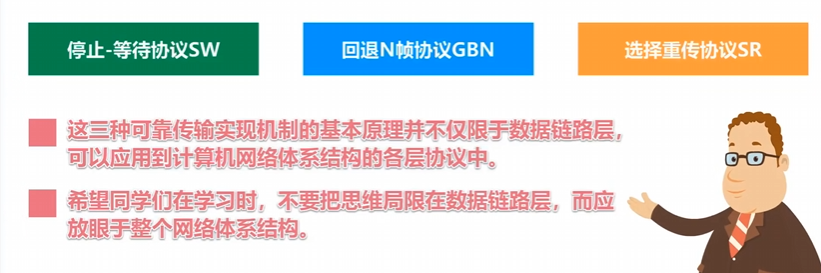 停止-等待协议SW
回退N帧协议GBN
选择重传协议SR
这三种可靠传输实现机制的基本原理并不仅限于数据链路层，
可以应用到计算机网络体系结构的各层协议中。
希望同学们在学习时，不要把思维局限在数据链路层，而应
放眼于整个网络体系结构。